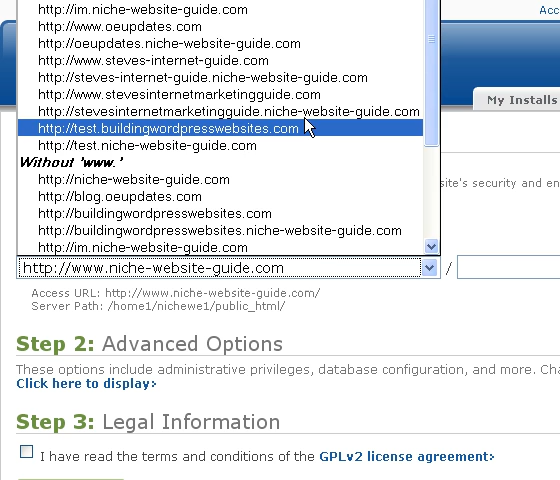 http://im.niche-website-guide.com
Acc
http://www.oeupdates.com
http://oeupdates.niche-website-guide.com
http://www.steves-internet-guide.com
http://steves-internet-guide.niche-website-guide.com
http://www.stevesinternetmarketingguide.com
My Installs
http://stevesinternetmarketingguide.niche-website-guide.com
http://test.buildingwordpresswebsites.com
http://test.niche-website-guide.com
Without 'www.'
http://niche-website-guide.com
site's security and en
http://blog.oeupdates.com
http://buildingwordpresswebsites.com
http://buildingwordpresswebsites.niche-website-guide.com
http://im.niche-website-guide.com
http://www.niche-website-guide.com /
Access URL: http://www.niche-website-guide.com/
Server Path: /home1/nichewe1/public_html/
Step 2: Advanced Options
These options include administrative privileges, database configuration, and more. Cha
Click here to display›
Step 3: Legal Information
I have read the terms and conditions of the GPLv2 license agreement›